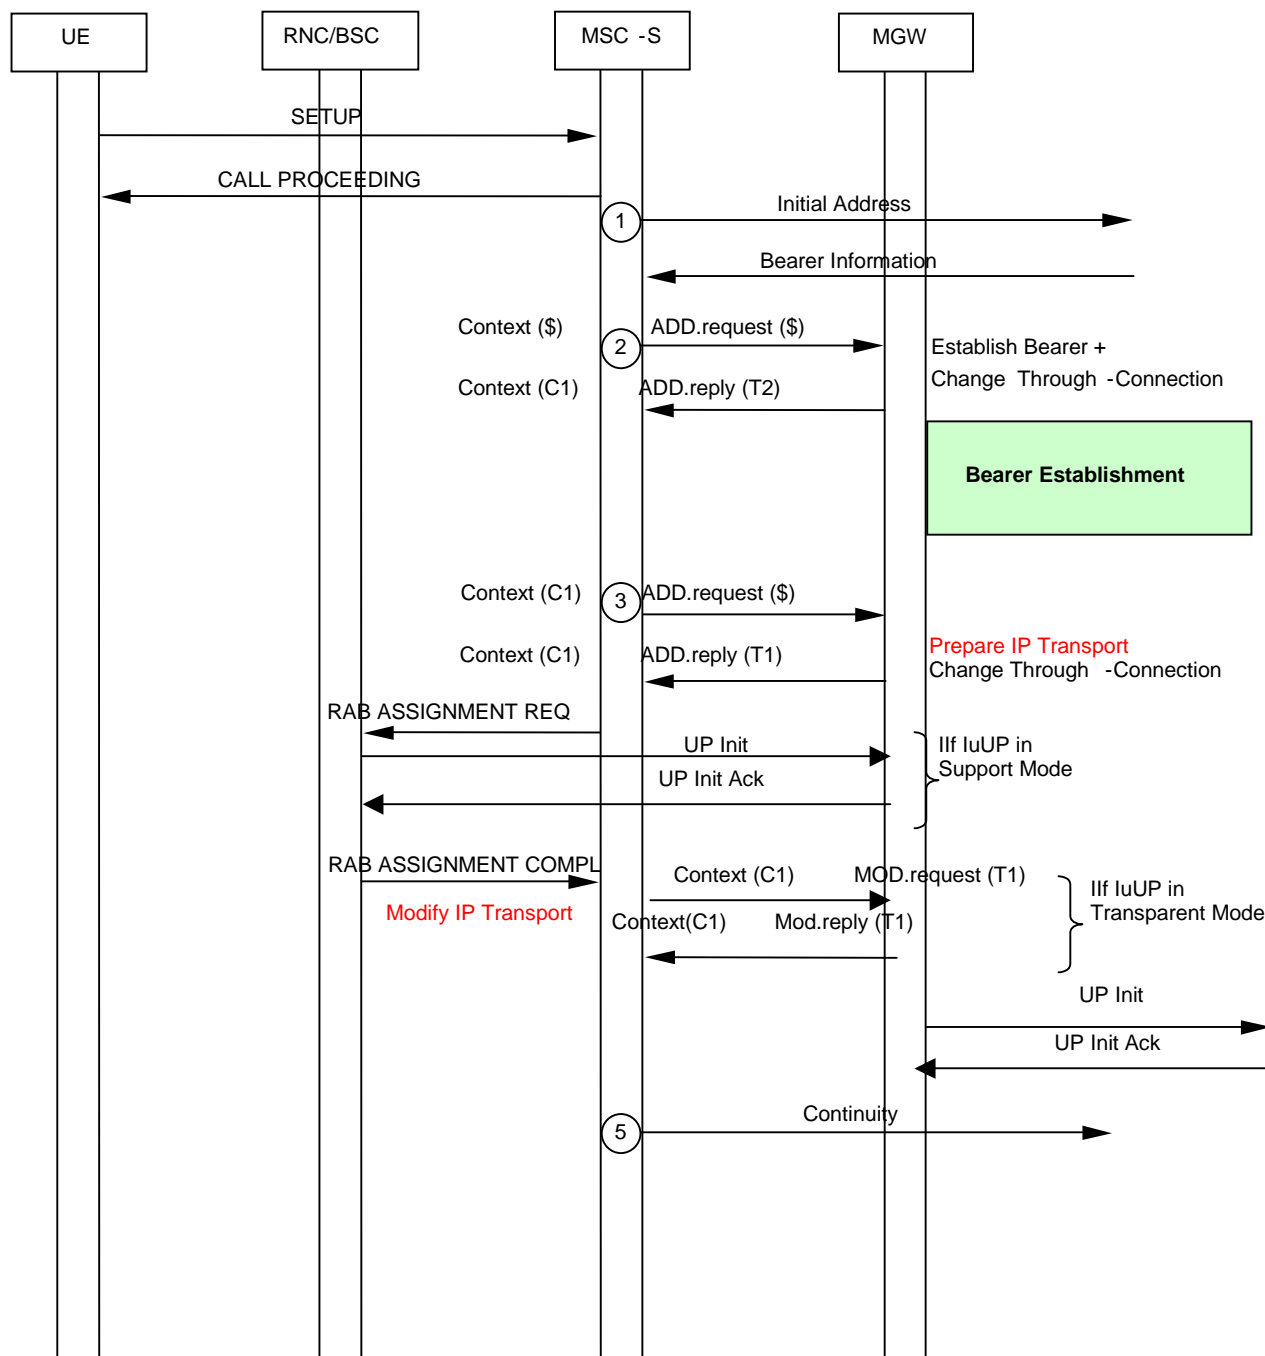 UE
RNC/BSC
MSC -S
MGW
SETUP
CALL PROCEEDING
1
Initial Address
Bearer Information
Context ($)
2
ADD.request ($)
Establish Bearer +
Change Through -Connection
Context (C1)
ADD.reply (T2)
Bearer Establishment
Context (C1)
3
ADD.request ($)
Context (C1)
ADD.reply (T1)
Prepare IP Transport
Change Through -Connection
RAB ASSIGNMENT REQ
UP Init
IIf IuUP in
Support Mode
UP Init Ack
RAB ASSIGNMENT COMPL
Context (C1)
MOD.request (T1)
IIf IuUP in
Transparent Mode
Modify IP Transport
Context(C1)
Mod.reply (T1)
UP Init
UP Init Ack
5
Continuity